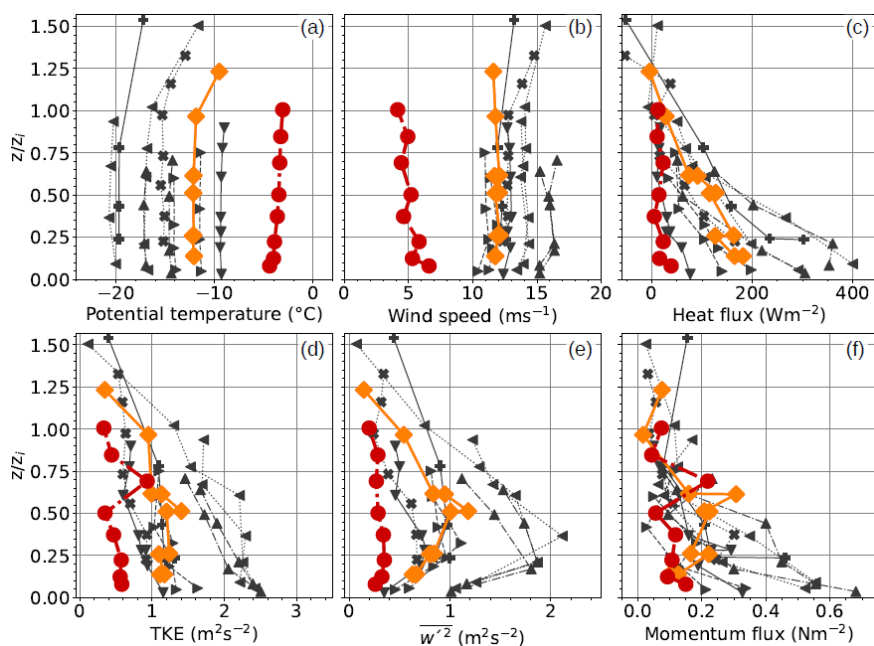 (a) (b) (c)
z/z_i
1.50
1.25
1.00
0.75
0.50
0.25
0.00
−20 −10 0
Potential temperature (°C)
0 5 10 15 20
Wind speed (ms⁻¹)
0 200 400
Heat flux (Wm⁻²)
(d) (e) (f)
z/z_i
1.50
1.25
1.00
0.75
0.50
0.25
0.00
0 1 2 3
TKE (m²s⁻²)
0 1 2
w′² (m²s⁻²)
0.0 0.2 0.4 0.6
Momentum flux (Nm⁻²)